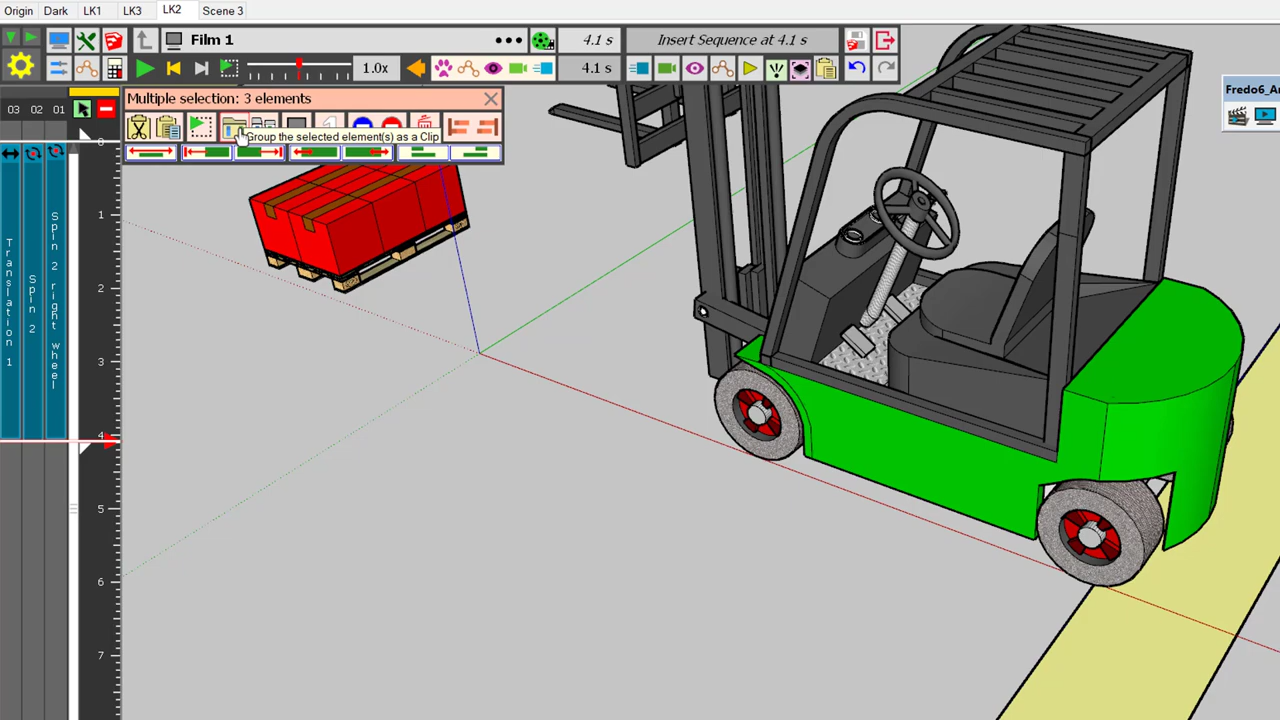 Origin Dark LK1 LK3 LK2 Scene 3
Film 1 4.1 s Insert Sequence at 4.1 s
1.0x 4.1 s
Fredo6_An
03 02 01
Multiple selection: 3 elements
Group the selected element(s) as a Clip
0
1
2
3
4
5
6
7
Translation 1
Spin 2
Spin 2 right wheel